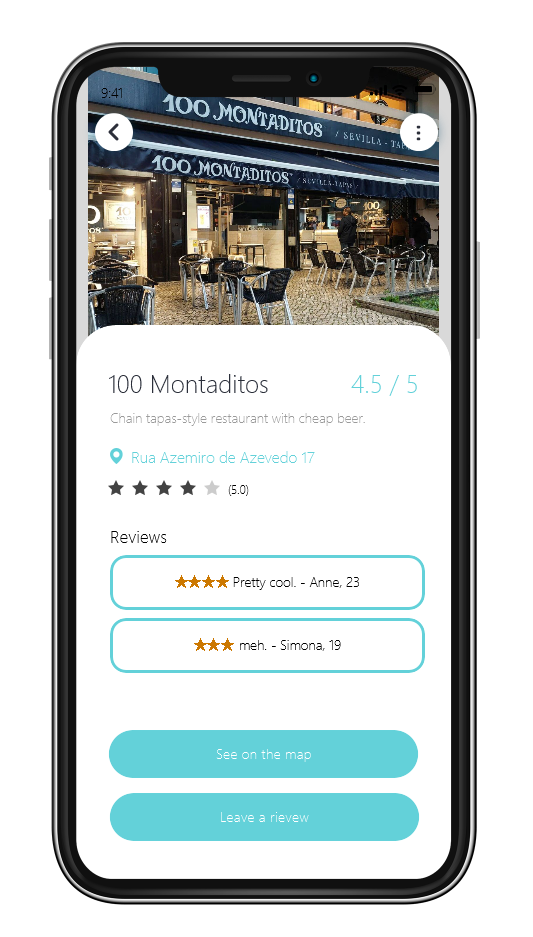 9:41
100 MONTADITOS / SEVILLA - TAPAS
100 MONTADITOS / SEVILLA-TAPAS
100
100
100 Montaditos
4.5 / 5
Chain tapas-style restaurant with cheap beer.
Rua Azemiro de Azevedo 17
(5.0)
Reviews
Pretty cool. - Anne, 23
meh. - Simona, 19
See on the map
Leave a rievew